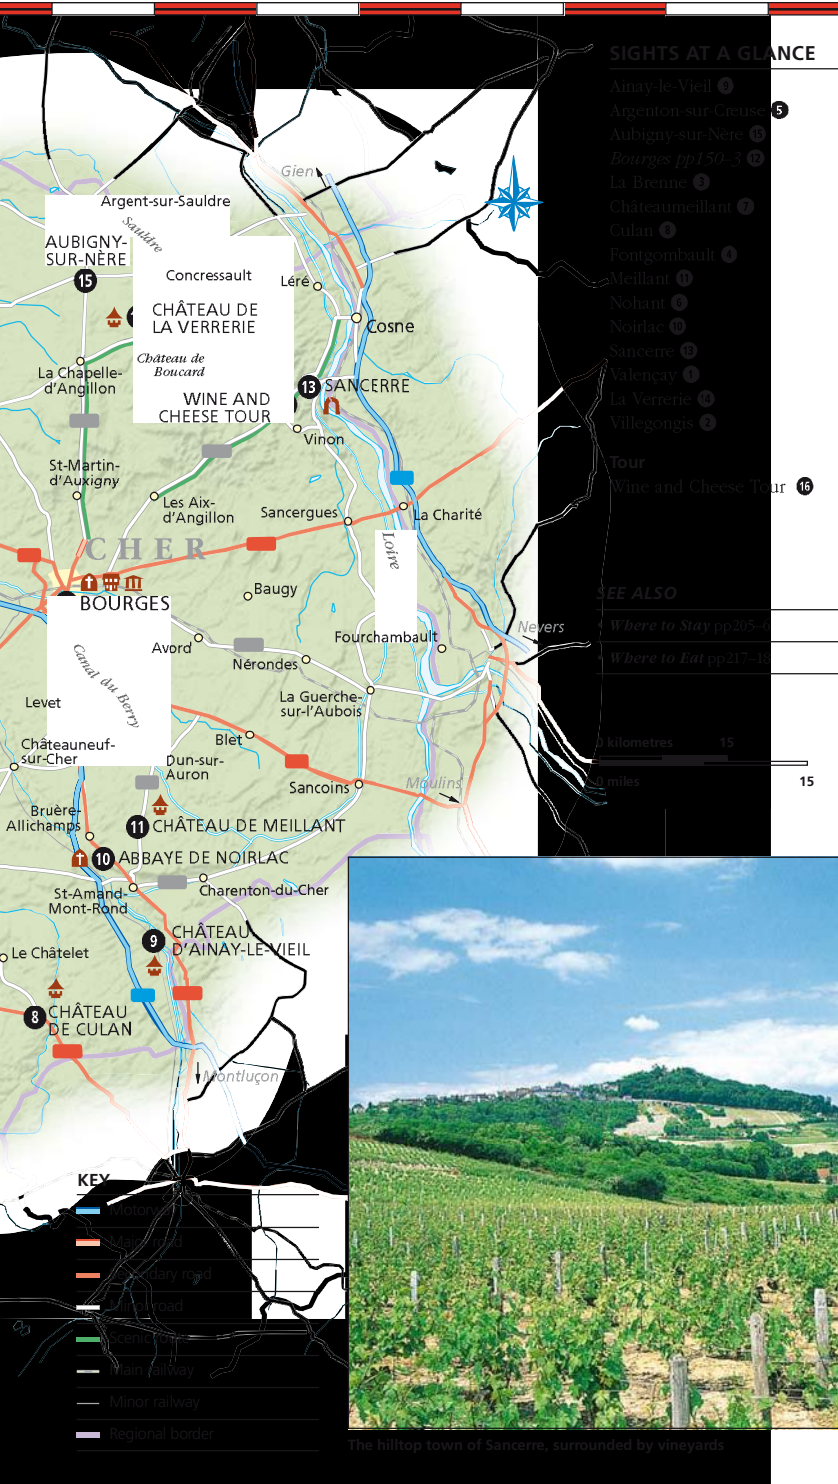 SIGHTS AT A GLANCE
Ainay-le-Vieil 9
Argenton-sur-Creuse 5
Aubigny-sur-Nère 15
Bourges pp150–3 12
La Brenne 3
Châteaumeillant 7
Culan 8
Fontgombault 4
Meillant 11
Nohant 6
Noirlac 10
Sancerre 13
Valençay 1
La Verrerie 14
Villegongis 2
Tour
Wine and Cheese Tour 16
SEE ALSO
• Where to Stay pp205–6
• Where to Eat pp217–18
0 kilometres 15
0 miles 15
Gien
Argent-sur-Sauldre
Sauldre
AUBIGNY-
SUR-NÈRE
15
Concressault
Léré
CHÂTEAU DE
LA VERRERIE
Cosne
Château de
Boucard
La Chapelle-
d’Angillon
13 SANCERRE
WINE AND
CHEESE TOUR
Vinon
St-Martin-
d’Auxigny
Les Aix-
d’Angillon
Sancergues
La Charité
CHER
Loire
Baugy
BOURGES
Nevers
Fourchambault
Avord
Nérondes
Canal du Berry
La Guerche-
sur-l’Aubois
Levet
Blet
Châteauneuf-
sur-Cher
Dun-sur-
Auron
Sancoins
Moulins
Bruère-
Allichamps
11 CHÂTEAU DE MEILLANT
10 ABBAYE DE NOIRLAC
St-Amand-
Mont-Rond
Charenton-du-Cher
9 CHÂTEAU
D’AINAY-LE-VIEIL
Le Châtelet
8 CHÂTEAU
DE CULAN
Montluçon
KEY
Motorway
Major road
Secondary road
Minor road
Scenic route
Main railway
Minor railway
Regional border
The hilltop town of Sancerre, surrounded by vineyards